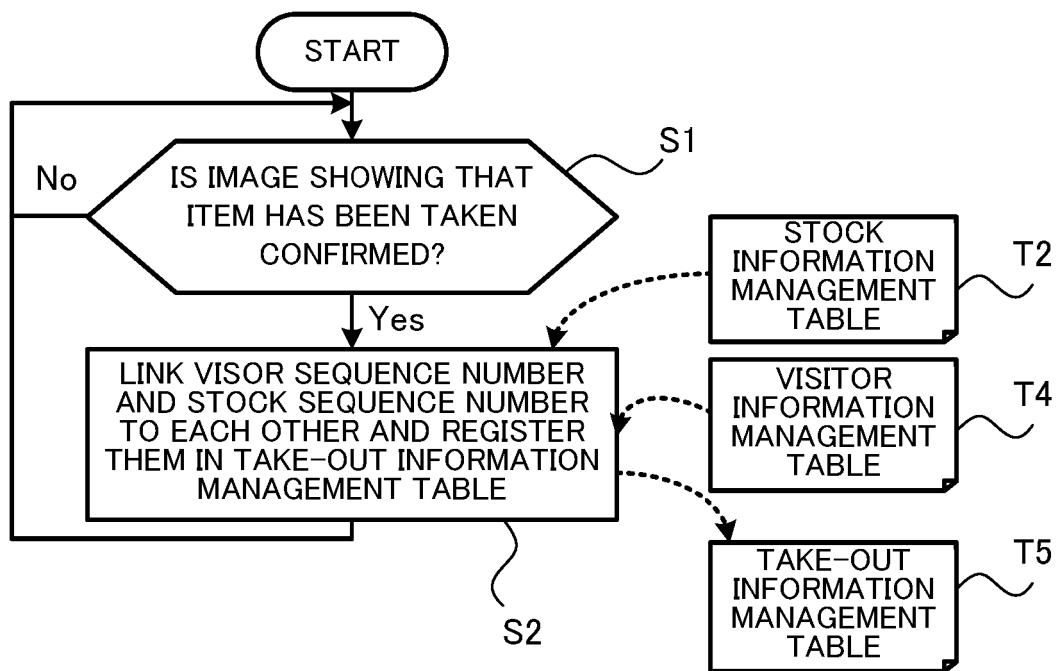 START
S1
No
IS IMAGE SHOWING THAT
ITEM HAS BEEN TAKEN
CONFIRMED?
Yes
STOCK
INFORMATION
MANAGEMENT
TABLE
T2
LINK VISOR SEQUENCE NUMBER
AND STOCK SEQUENCE NUMBER
TO EACH OTHER AND REGISTER
THEM IN TAKE-OUT INFORMATION
MANAGEMENT TABLE
S2
VISITOR
INFORMATION
MANAGEMENT
TABLE
T4
TAKE-OUT
INFORMATION
MANAGEMENT
TABLE
T5